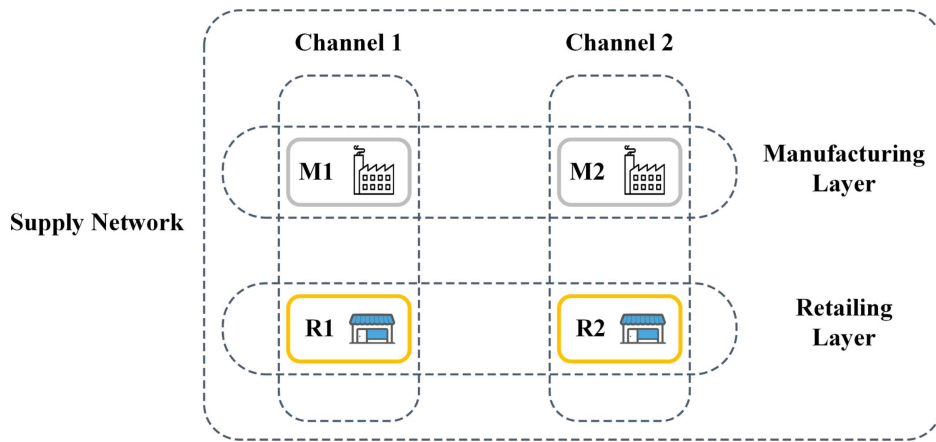 Channel 1
Channel 2
M1
M2
Manufacturing
Layer
Supply Network
R1
R2
Retailing
Layer